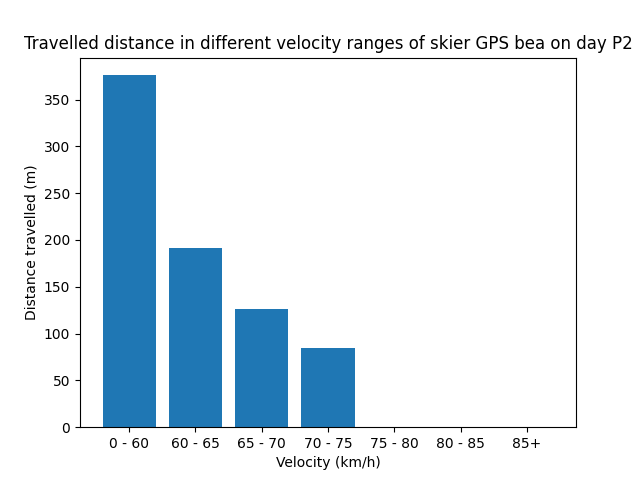 Travelled distance in different velocity ranges of skier GPS bea on day P2
Distance travelled (m)
350
300
250
200
150
100
50
0
0 - 60 60 - 65 65 - 70 70 - 75 75 - 80 80 - 85 85+
Velocity (km/h)